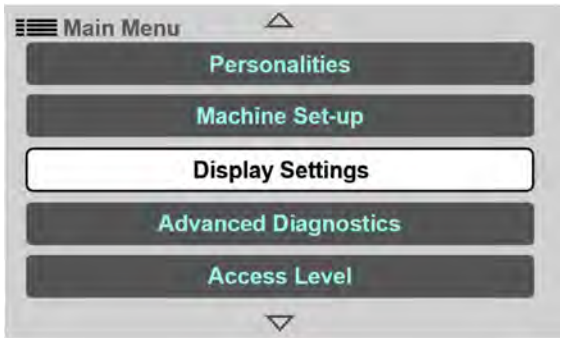 Main Menu
Personalities
Machine Set-up
Display Settings
Advanced Diagnostics
Access Level